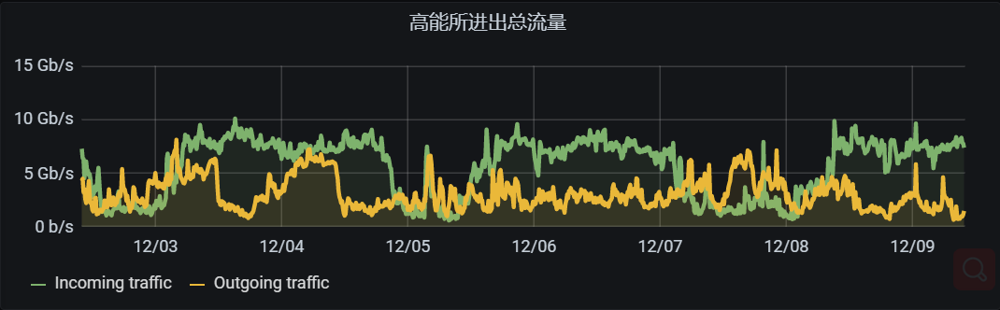 高能所进出总流量
15 Gb/s
10 Gb/s
5 Gb/s
0 b/s
12/03 12/04 12/05 12/06 12/07 12/08 12/09
Incoming traffic Outgoing traffic